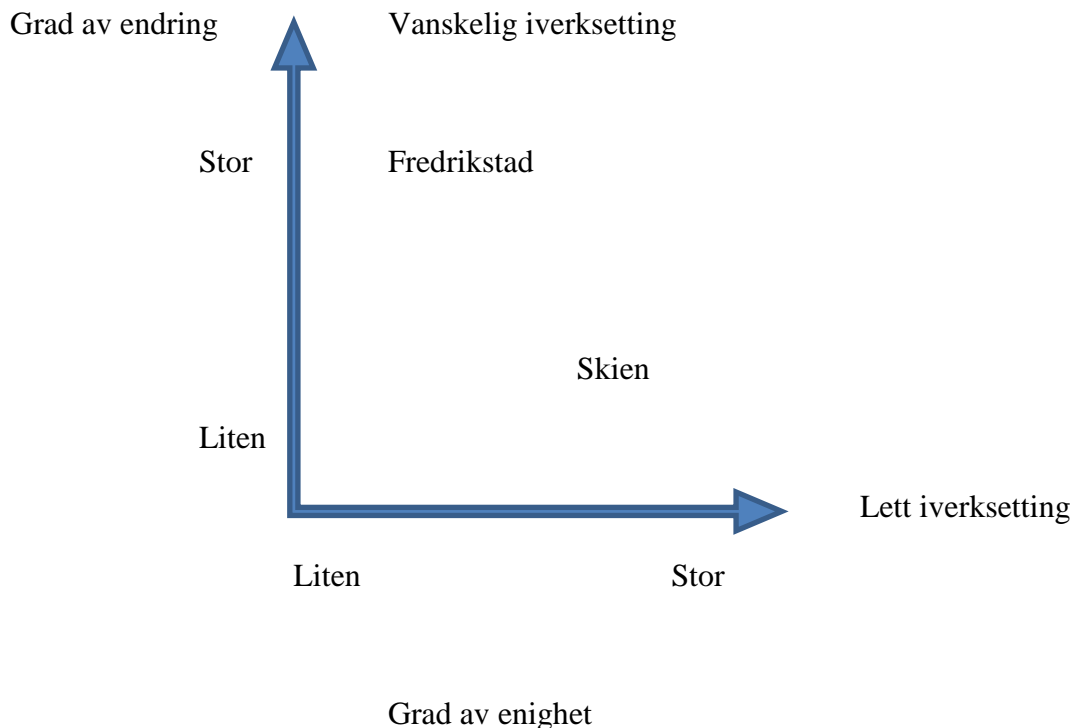 Grad av endring Vanskelig iverksetting
Stor Fredrikstad
Skien
Liten
Lett iverksetting
Liten Stor
Grad av enighet